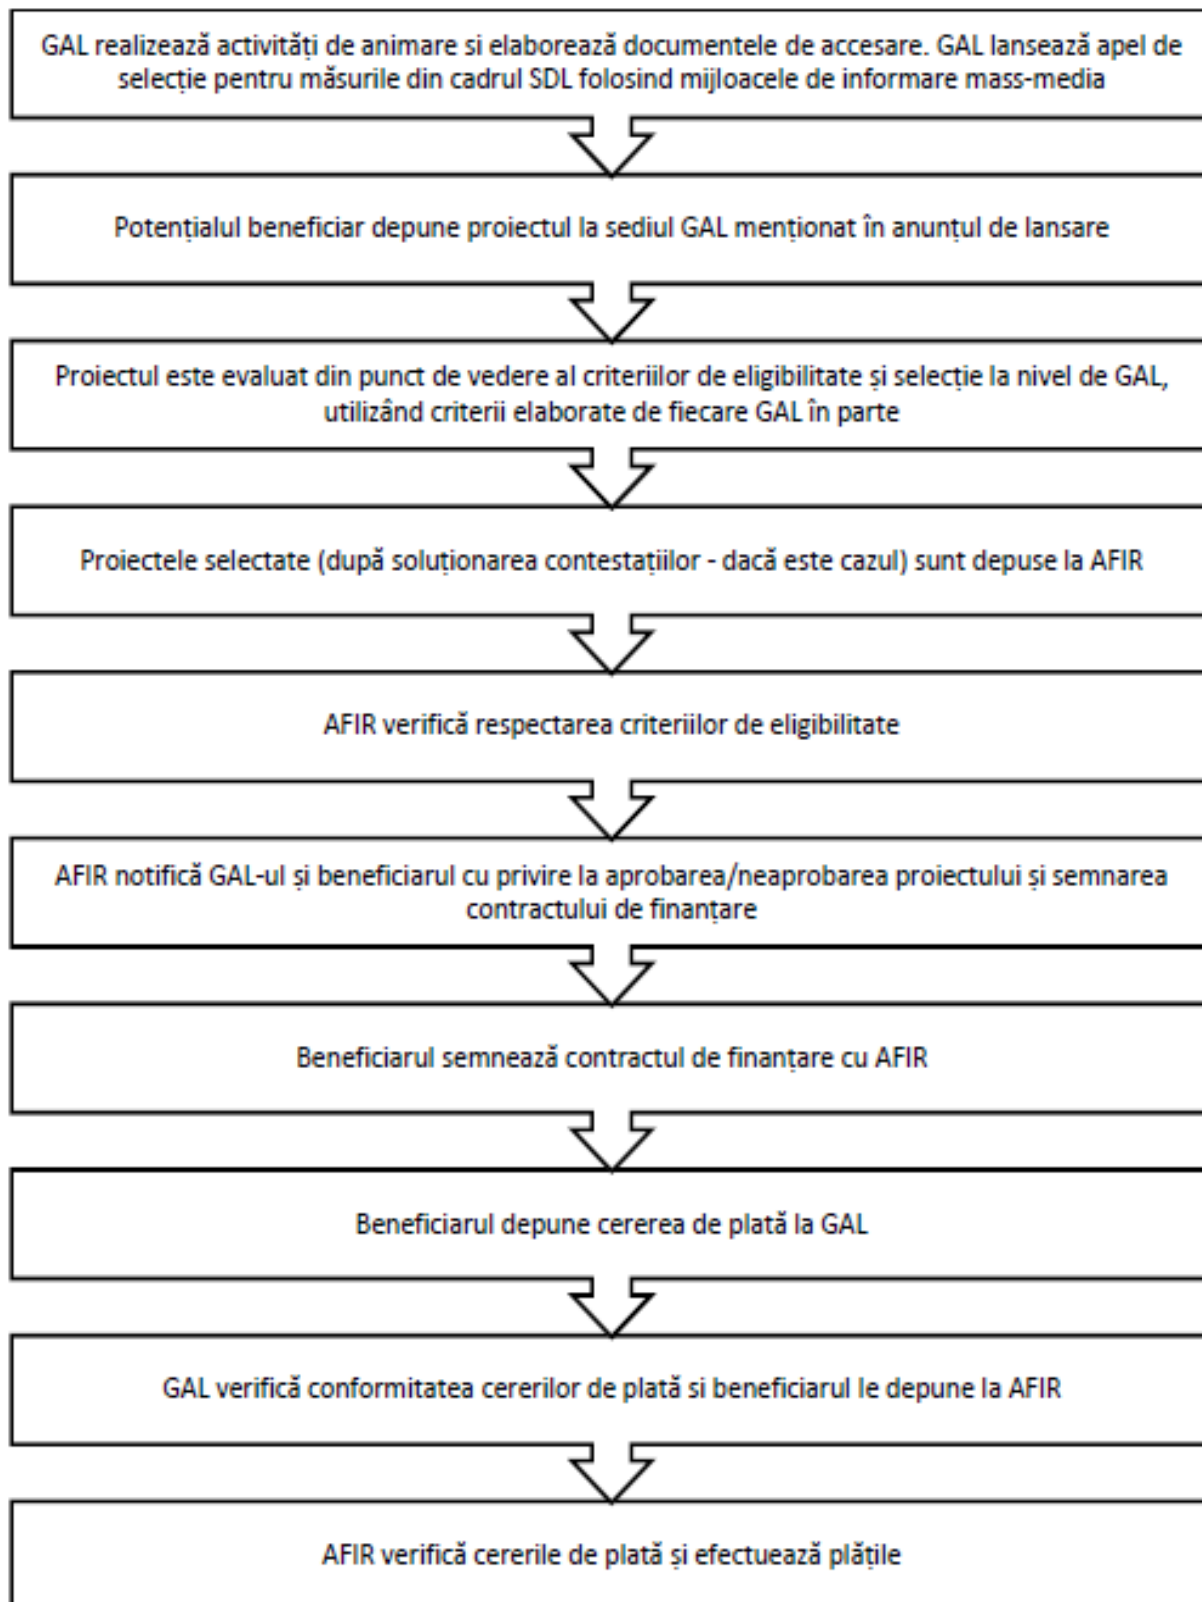 GAL realizează activități de animare si elaborează documentele de accesare. GAL lansează apel de
selecție pentru măsurile din cadrul SDL folosind mijloacele de informare mass-media
Potențialul beneficiar depune proiectul la sediul GAL menționat în anunțul de lansare
Proiectul este evaluat din punct de vedere al criteriilor de eligibilitate și selecție la nivel de GAL,
utilizând criterii elaborate de fiecare GAL în parte
Proiectele selectate (după soluționarea contestațiilor - dacă este cazul) sunt depuse la AFIR
AFIR verifică respectarea criteriilor de eligibilitate
AFIR notifică GAL-ul și beneficiarul cu privire la aprobarea/neaprobarea proiectului și semnarea
contractului de finanțare
Beneficiarul semnează contractul de finanțare cu AFIR
Beneficiarul depune cererea de plată la GAL
GAL verifică conformitatea cererilor de plată si beneficiarul le depune la AFIR
AFIR verifică cererile de plată și efectuează plățile